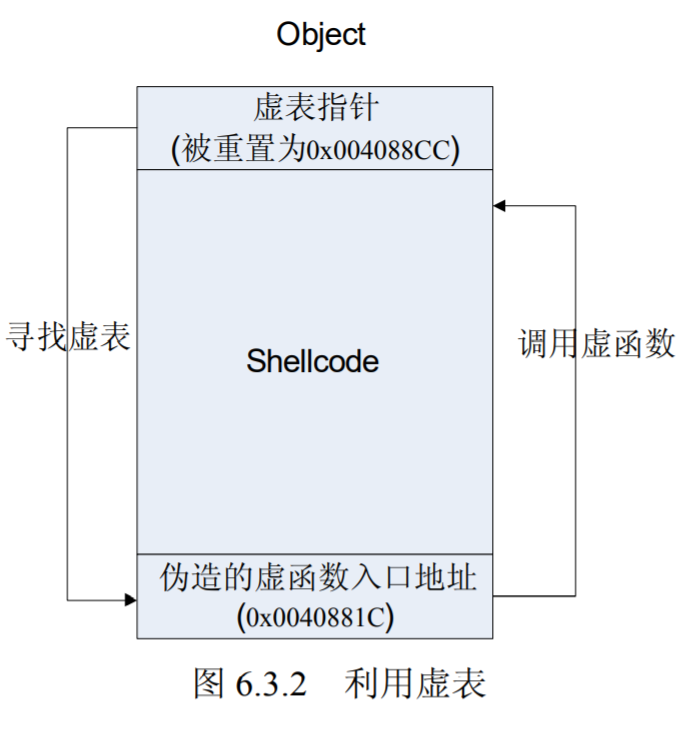 Object
虚表指针
(被重置为0x004088CC)
寻找虚表
Shellcode
调用虚函数
伪造的虚函数入口地址
(0x0040881C)
图 6.3.2 利用虚表